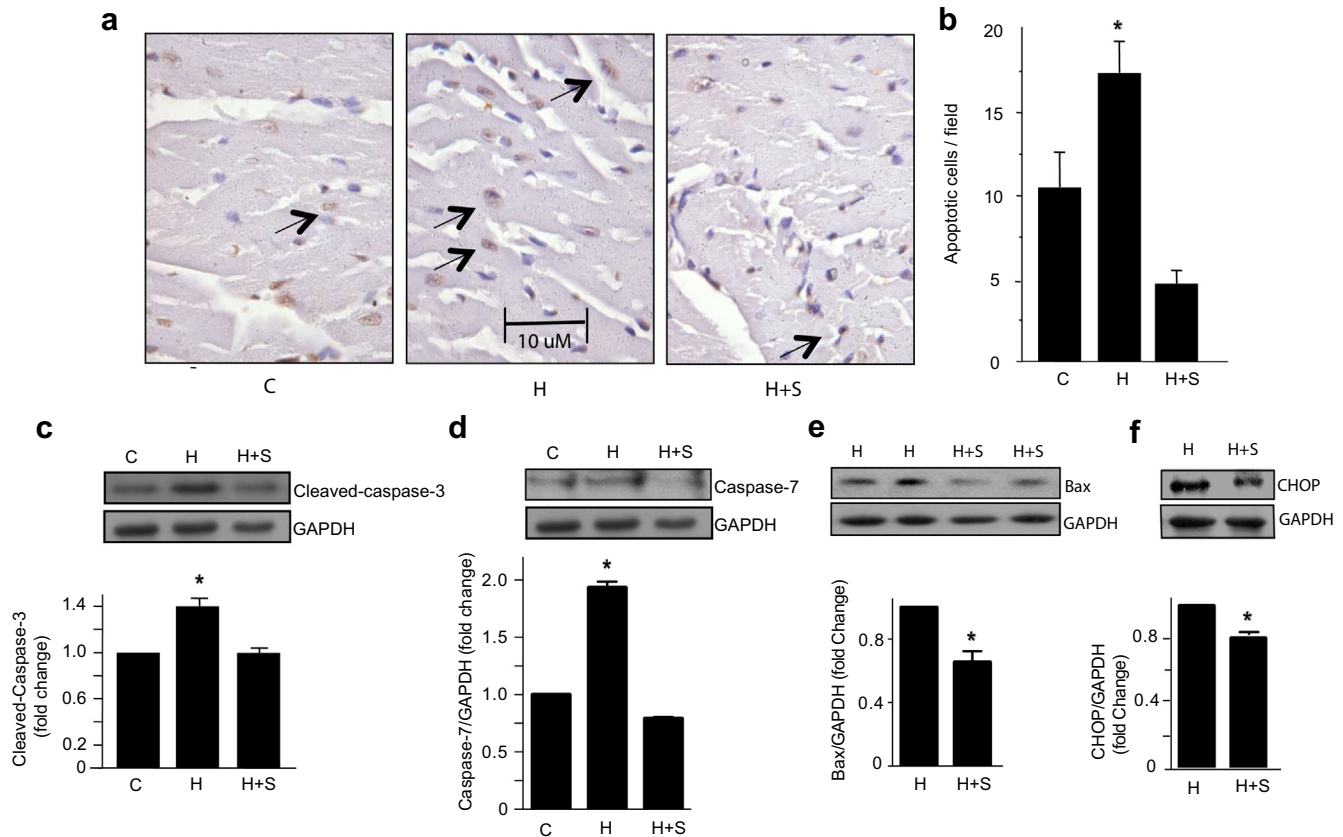 a
C
H
10 uM
H+S
b
Apoptotic cells / field
20
15
10
5
0
*
C
H
H+S
c
C
H
H+S
Cleaved-caspase-3
GAPDH
Cleaved-Caspase-3
(fold change)
1.4
1.0
0.6
0.2
0
*
C
H
H+S
d
C
H
H+S
Caspase-7
GAPDH
Caspase-7/GAPDH (fold change)
2.0
1.5
1.0
0.5
0
*
C
H
H+S
e
H
H
H+S
H+S
Bax
GAPDH
Bax/GAPDH (fold Change)
0.8
0.4
0
*
H
H+S
f
H
H+S
CHOP
GAPDH
CHOP/GAPDH
(fold Change)
0.8
0.4
0
*
H
H+S